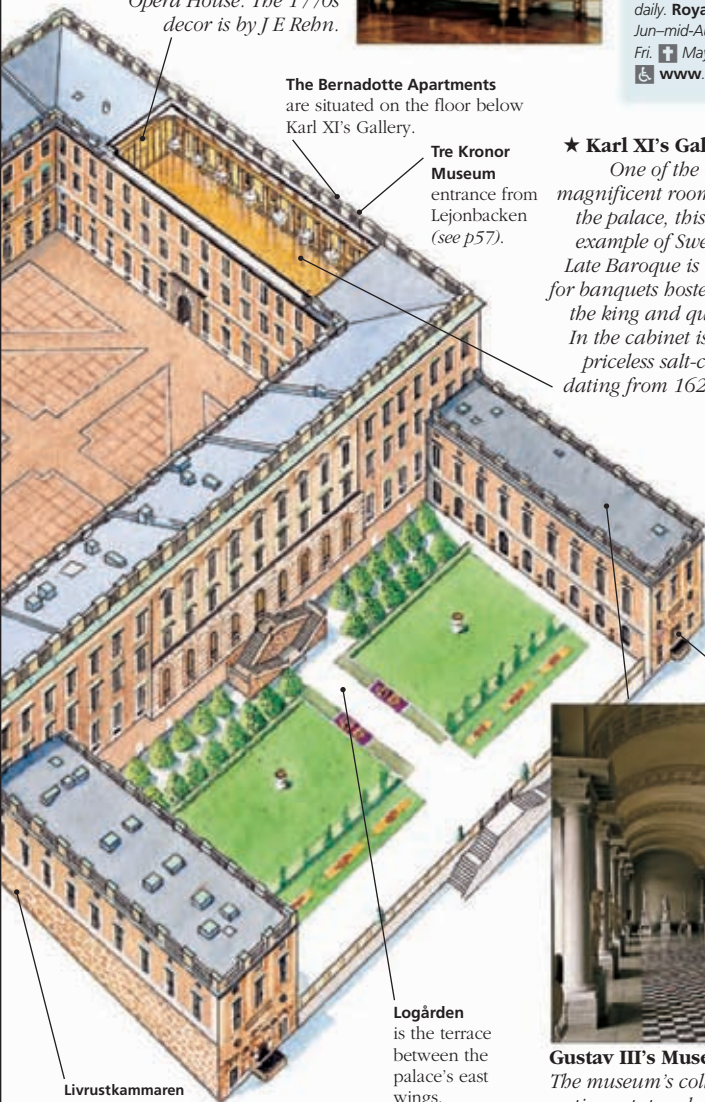 Opera House. The 1770s
decor is by J E Rehn.
daily.
Jun–mid-Au
Fri. May
www.
The Bernadotte Apartments
are situated on the floor below
Karl XI's Gallery.
Tre Kronor
Museum
entrance from
Lejonbacken
(see p57).
★ Karl XI's Gal
One of the
magnificent room
the palace, this
example of Swe
Late Baroque is
for banquets hoste
the king and qu
In the cabinet is
priceless salt-c
dating from 162
Logården
is the terrace
between the
palace's east
wings.
Livrustkammaren
Gustav III's Muse
The museum's coll